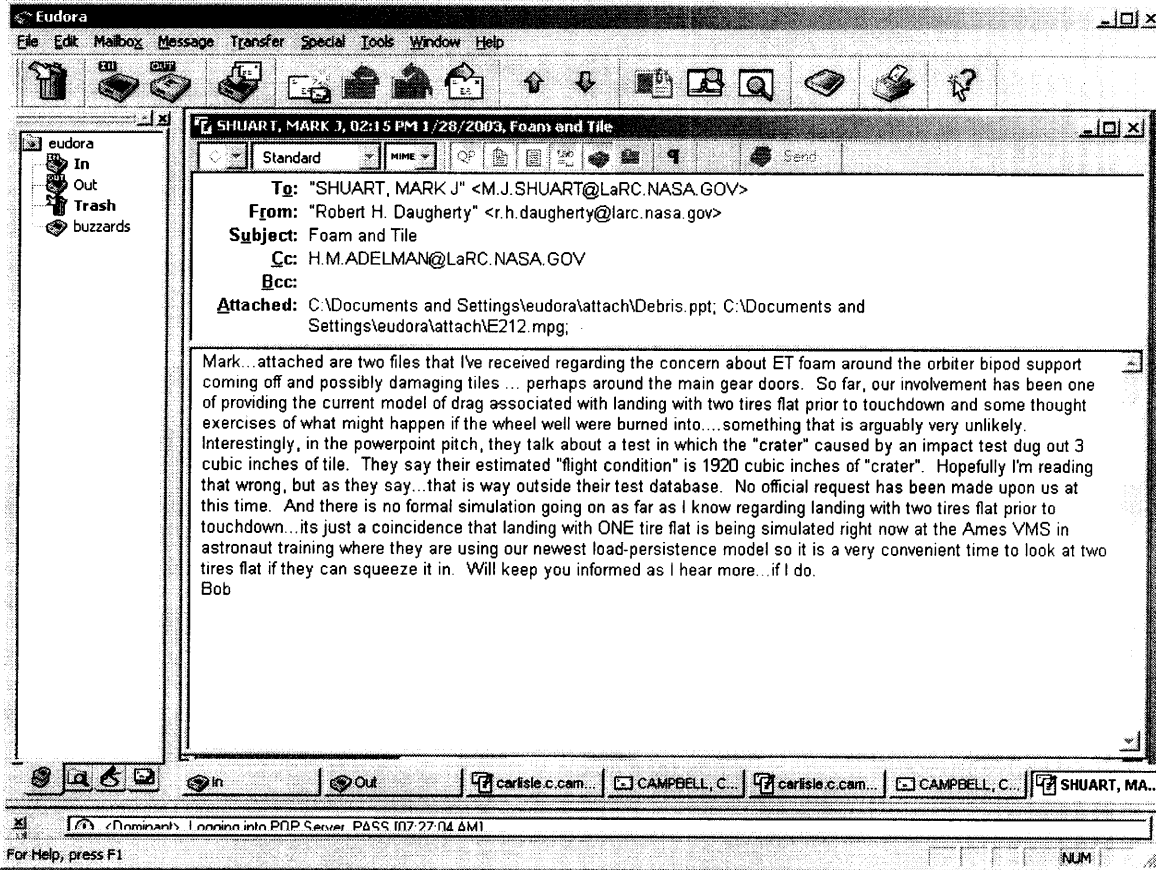 Eudora
File Edit Mailbox Message Transfer Special Tools Window Help
eudora
In
Out
Trash
buzzards
SHUART, MARK J, 02:15 PM 1/28/2003, Foam and Tile
Standard MIME QP Send
To: "SHUART, MARK J" <M.J.SHUART@LaRC.NASA.GOV>
From: "Robert H. Daugherty" <r.h.daugherty@larc.nasa.gov>
Subject: Foam and Tile
Cc: H.M.ADELMAN@LaRC.NASA.GOV
Bcc:
Attached: C:\Documents and Settings\eudora\attach\Debris.ppt; C:\Documents and
Settings\eudora\attach\E212.mpg;
Mark...attached are two files that I've received regarding the concern about ET foam around the orbiter bipod support
coming off and possibly damaging tiles ... perhaps around the main gear doors. So far, our involvement has been one
of providing the current model of drag associated with landing with two tires flat prior to touchdown and some thought
exercises of what might happen if the wheel well were burned into....something that is arguably very unlikely.
Interestingly, in the powerpoint pitch, they talk about a test in which the "crater" caused by an impact test dug out 3
cubic inches of tile. They say their estimated "flight condition" is 1920 cubic inches of "crater". Hopefully I'm reading
that wrong, but as they say...that is way outside their test database. No official request has been made upon us at
this time. And there is no formal simulation going on as far as I know regarding landing with two tires flat prior to
touchdown...its just a coincidence that landing with ONE tire flat is being simulated right now at the Ames VMS in
astronaut training where they are using our newest load-persistence model so it is a very convenient time to look at two
tires flat if they can squeeze it in. Will keep you informed as I hear more...if I do.
Bob
In Out carlisle.c.cam... CAMPBELL, C... carlisle.c.cam... CAMPBELL, C... SHUART, MA...
<Dominant> Logging into POP Server, PASS [07:27:04 AM]
For Help, press F1 NUM